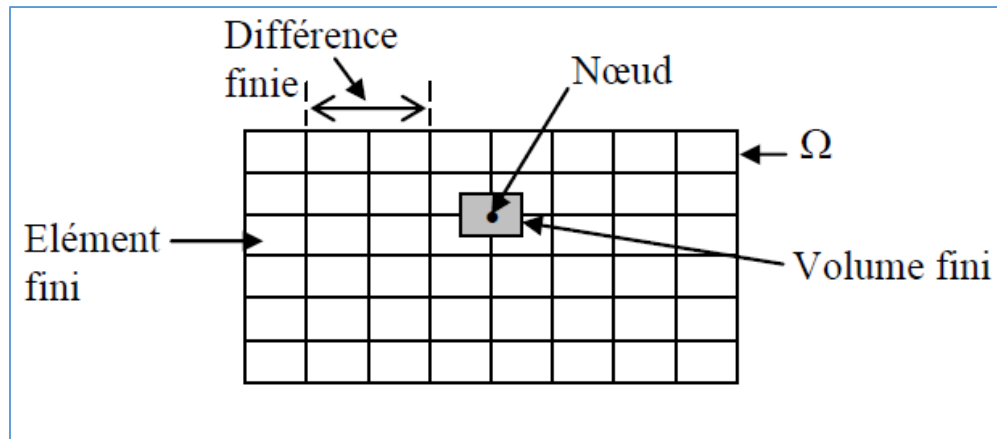 Différence
finie
Nœud
Ω
Elément
fini
Volume fini